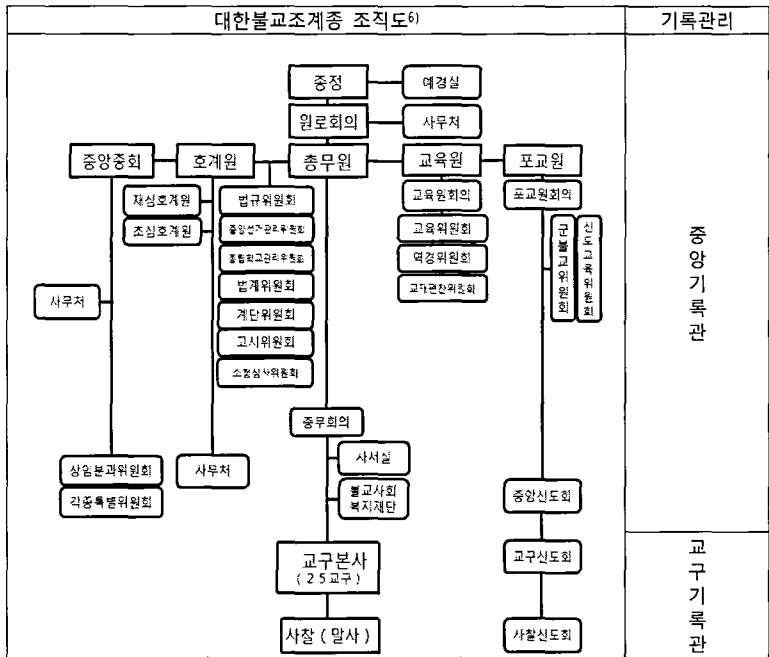 대한불교조계종 조직도6)
기록관리
종정
예경실
원로회의
사무처
중앙종회
호계원
총무원
교육원
포교원
재심호계원
초심호계원
법규위원회
중앙선거관리위원회
종립학교관리위원회
법계위원회
계단위원회
고시위원회
소청심사위원회
교육원회의
교육위원회
역경위원회
교재편찬위원회
포교원회의
군불교위원회
신도교육위원회
사무처
종무회의
상임분과위원회
각종특별위원회
사무처
사서실
불교사회
복지재단
중앙신도회
교구본사
(25교구)
교구신도회
사찰(말사)
사찰신도회
중앙기록관
교구기록관